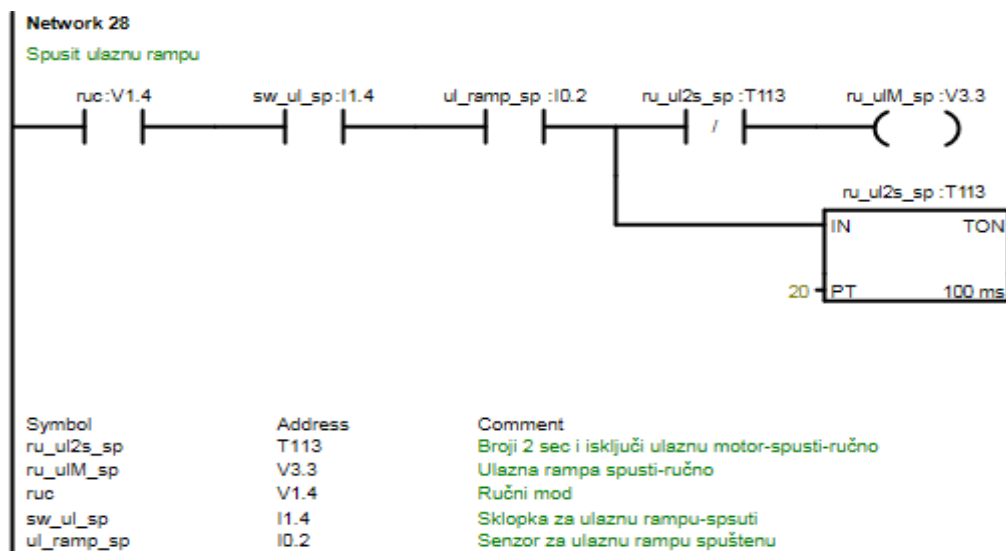 Network 28
Spusit ulaznu rampu
ruc:V1.4 sw_ul_sp:I1.4 ul_ramp_sp :I0.2 ru_ul2s_sp :T113 ru_ulM_sp :V3.3
/
ru_ul2s_sp :T113
IN TON
20 PT 100 ms
Symbol Address Comment
ru_ul2s_sp T113 Broji 2 sec i isključi ulaznu motor-spusti-ručno
ru_ulM_sp V3.3 Ulazna rampa spusti-ručno
ruc V1.4 Ručni mod
sw_ul_sp I1.4 Sklopka za ulaznu rampu-spsuti
ul_ramp_sp I0.2 Senzor za ulaznu rampu spuštenu